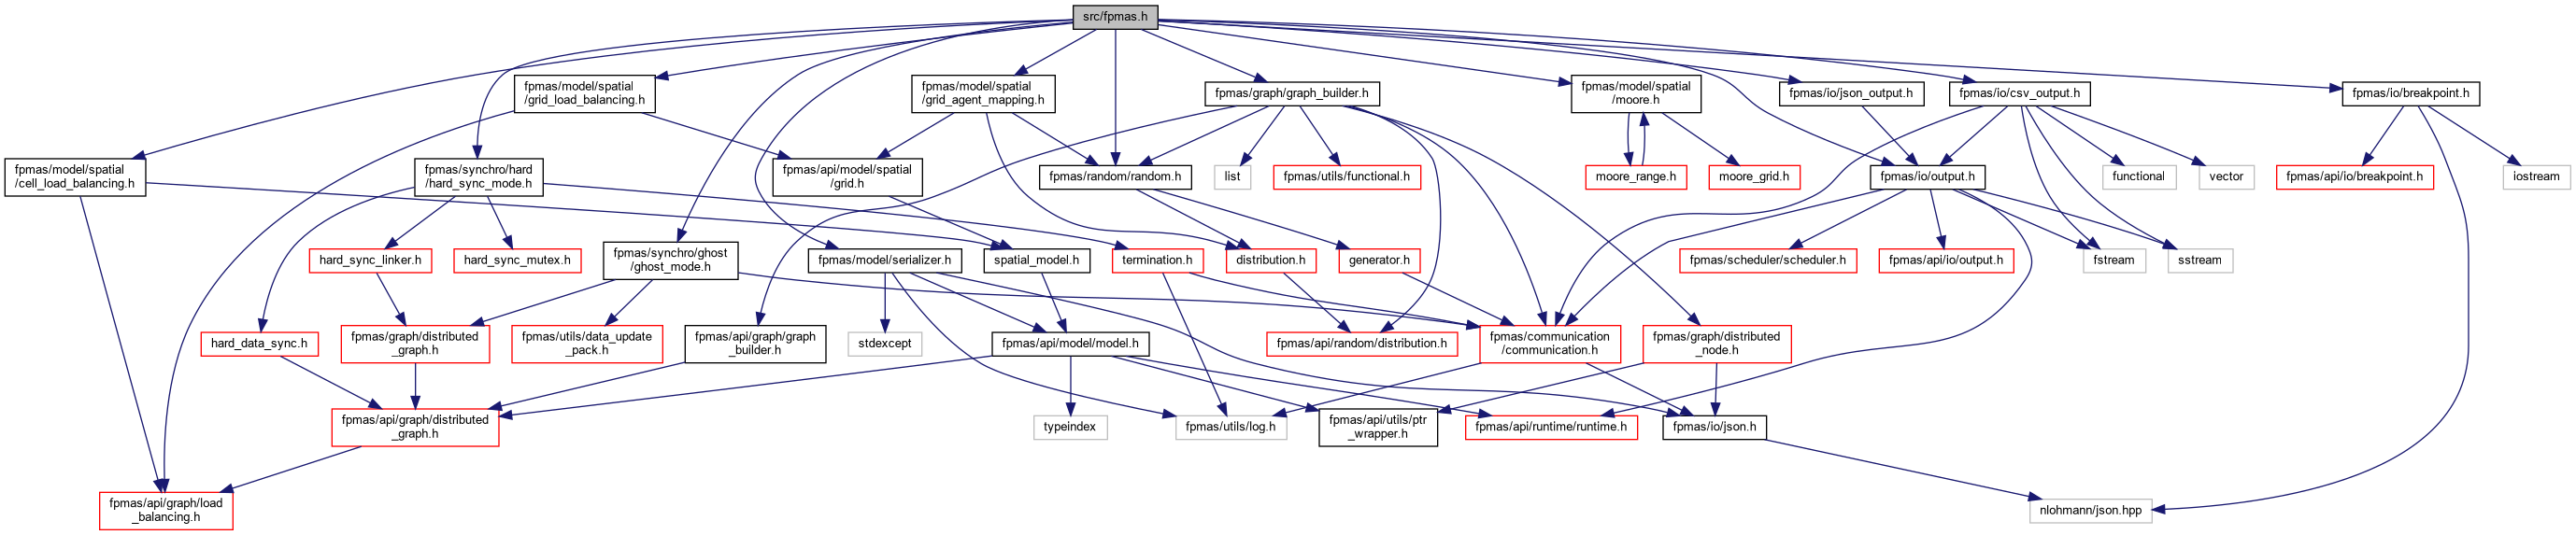 src/fpmas.h
fpmas/model/spatial
/grid_load_balancing.h
fpmas/model/spatial
/grid_agent_mapping.h
fpmas/graph/graph_builder.h
fpmas/model/spatial
/moore.h
fpmas/io/json_output.h
fpmas/io/csv_output.h
fpmas/io/breakpoint.h
fpmas/model/spatial
/cell_load_balancing.h
fpmas/synchro/hard
/hard_sync_mode.h
fpmas/api/model/spatial
/grid.h
fpmas/random/random.h
list
fpmas/utils/functional.h
moore_range.h
moore_grid.h
fpmas/io/output.h
functional
vector
fpmas/api/io/breakpoint.h
iostream
hard_sync_linker.h
hard_sync_mutex.h
fpmas/synchro/ghost
/ghost_mode.h
fpmas/model/serializer.h
spatial_model.h
termination.h
distribution.h
generator.h
fpmas/scheduler/scheduler.h
fpmas/api/io/output.h
fstream
sstream
hard_data_sync.h
fpmas/graph/distributed
_graph.h
fpmas/utils/data_update
_pack.h
fpmas/api/graph/graph
_builder.h
stdexcept
fpmas/api/model/model.h
fpmas/api/random/distribution.h
fpmas/communication
/communication.h
fpmas/graph/distributed
_node.h
fpmas/api/graph/distributed
_graph.h
typeindex
fpmas/utils/log.h
fpmas/api/utils/ptr
_wrapper.h
fpmas/api/runtime/runtime.h
fpmas/io/json.h
fpmas/api/graph/load
_balancing.h
nlohmann/json.hpp